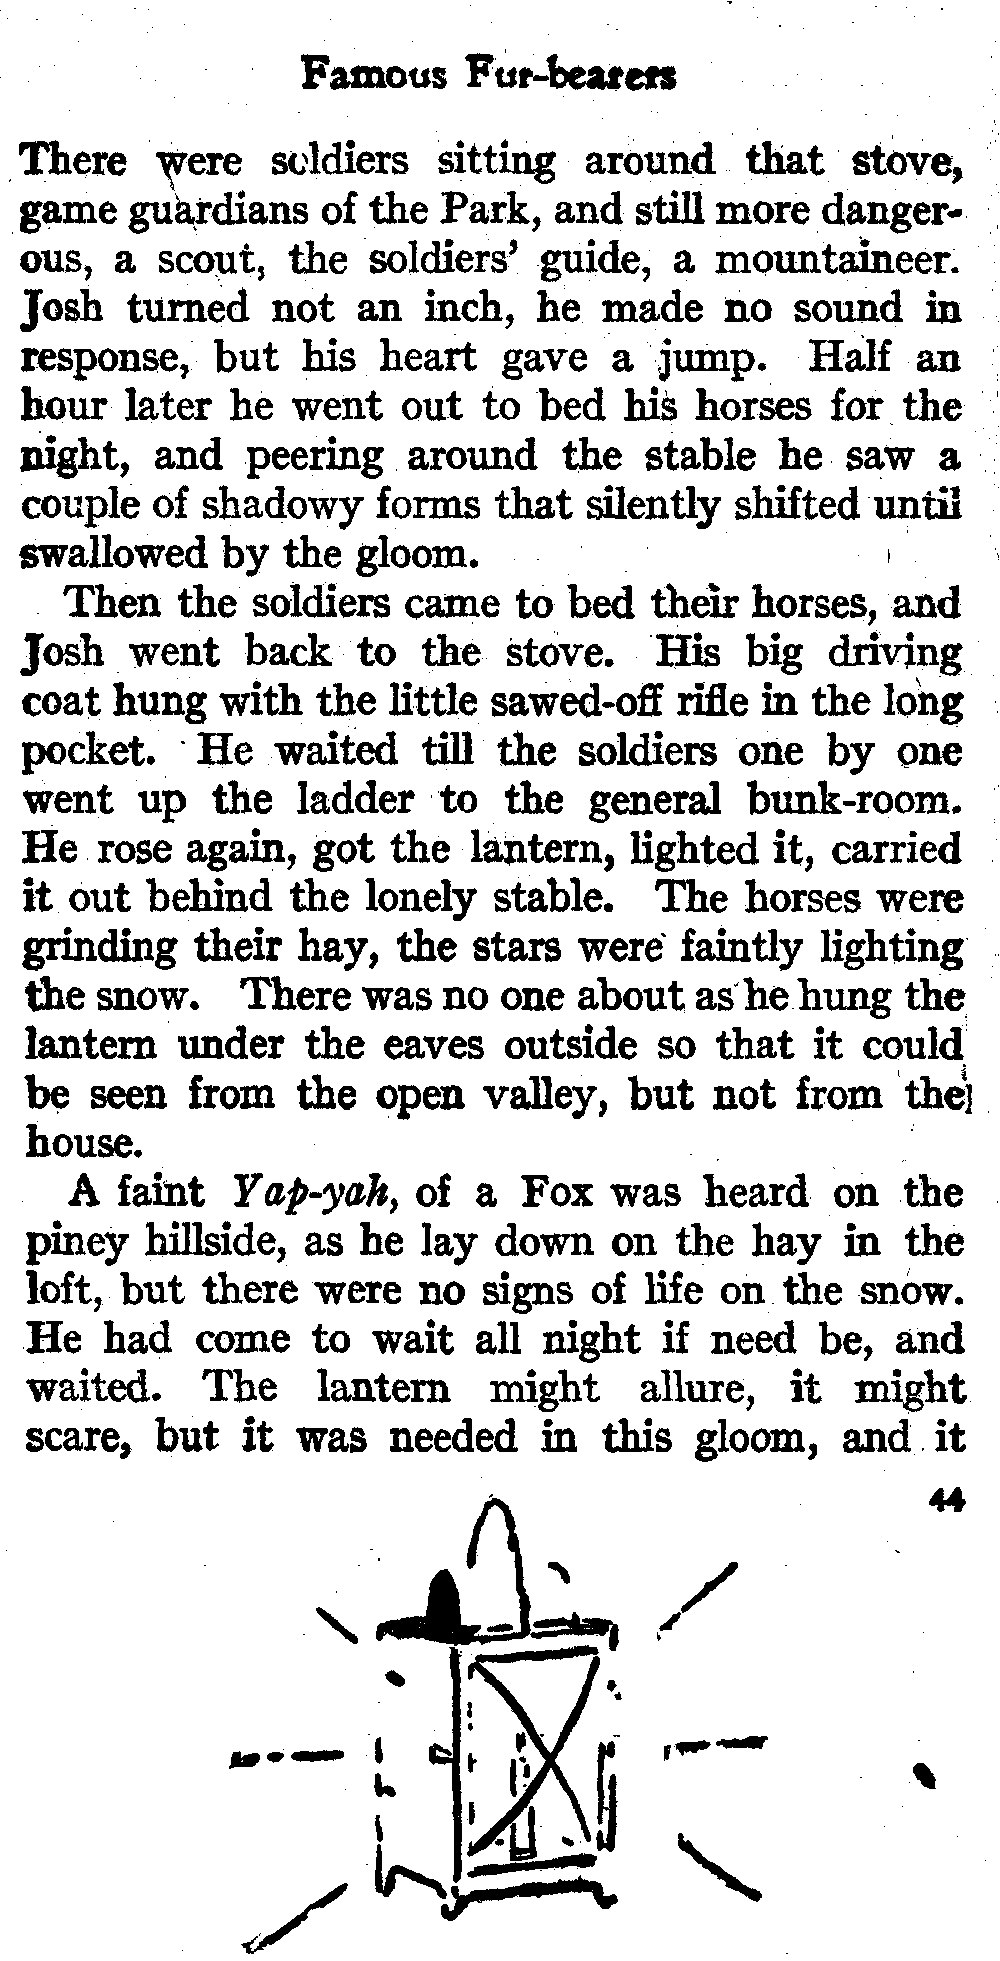 Famous Fur-bearers
There were soldiers sitting around that stove,
game guardians of the Park, and still more danger-
ous, a scout, the soldiers' guide, a mountaineer.
Josh turned not an inch, he made no sound in
response, but his heart gave a jump. Half an
hour later he went out to bed his horses for the
night, and peering around the stable he saw a
couple of shadowy forms that silently shifted until
swallowed by the gloom.
Then the soldiers came to bed their horses, and
Josh went back to the stove. His big driving
coat hung with the little sawed-off rifle in the long
pocket. He waited till the soldiers one by one
went up the ladder to the general bunk-room.
He rose again, got the lantern, lighted it, carried
it out behind the lonely stable. The horses were
grinding their hay, the stars were faintly lighting
the snow. There was no one about as he hung the
lantern under the eaves outside so that it could
be seen from the open valley, but not from the
house.
A faint Yap-yah, of a Fox was heard on the
piney hillside, as he lay down on the hay in the
loft, but there were no signs of life on the snow.
He had come to wait all night if need be, and
waited. The lantern might allure, it might
scare, but it was needed in this gloom, and it
44